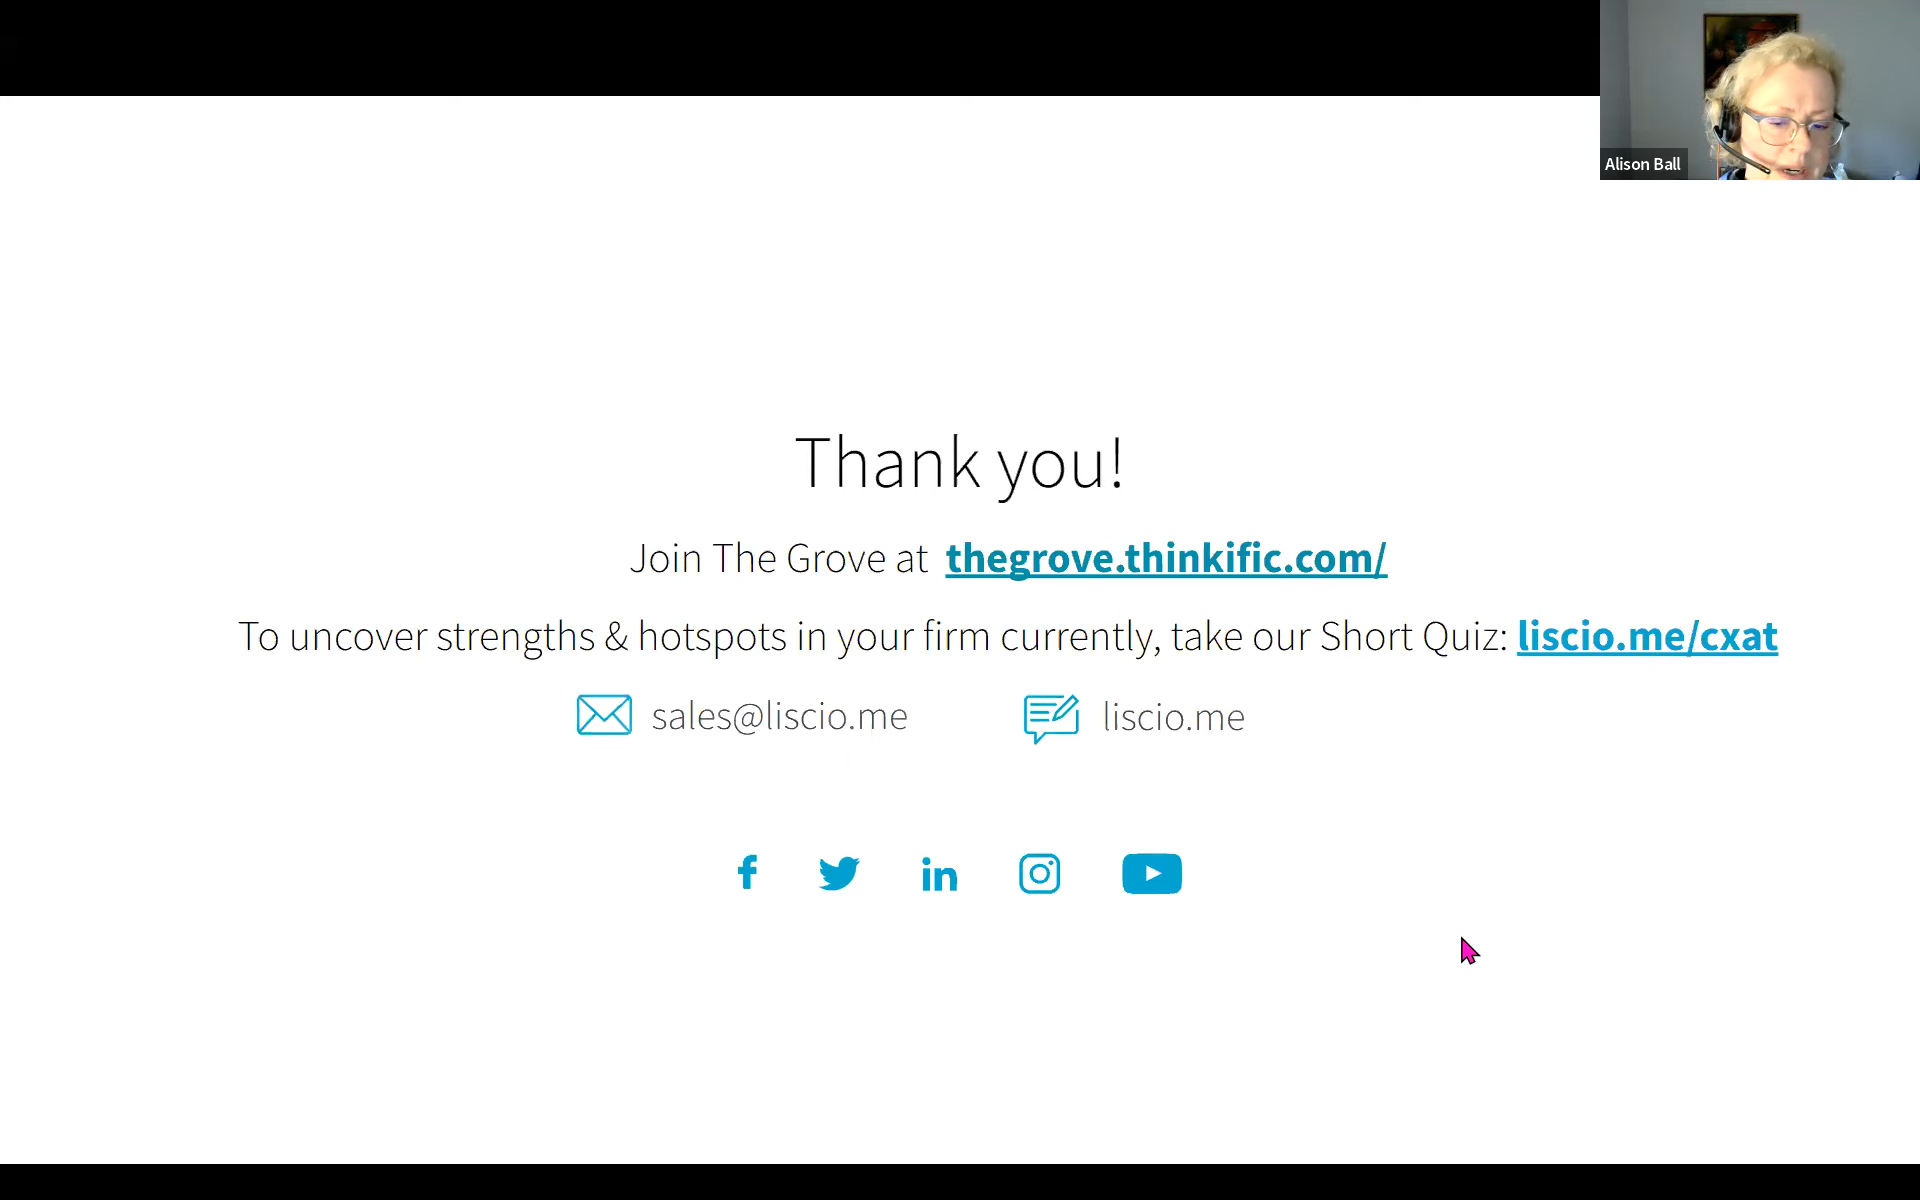 Alison Ball
Thank you!
Join The Grove at thegrove.thinkific.com/
To uncover strengths & hotspots in your firm currently, take our Short Quiz: liscio.me/cxat
sales@liscio.me
liscio.me